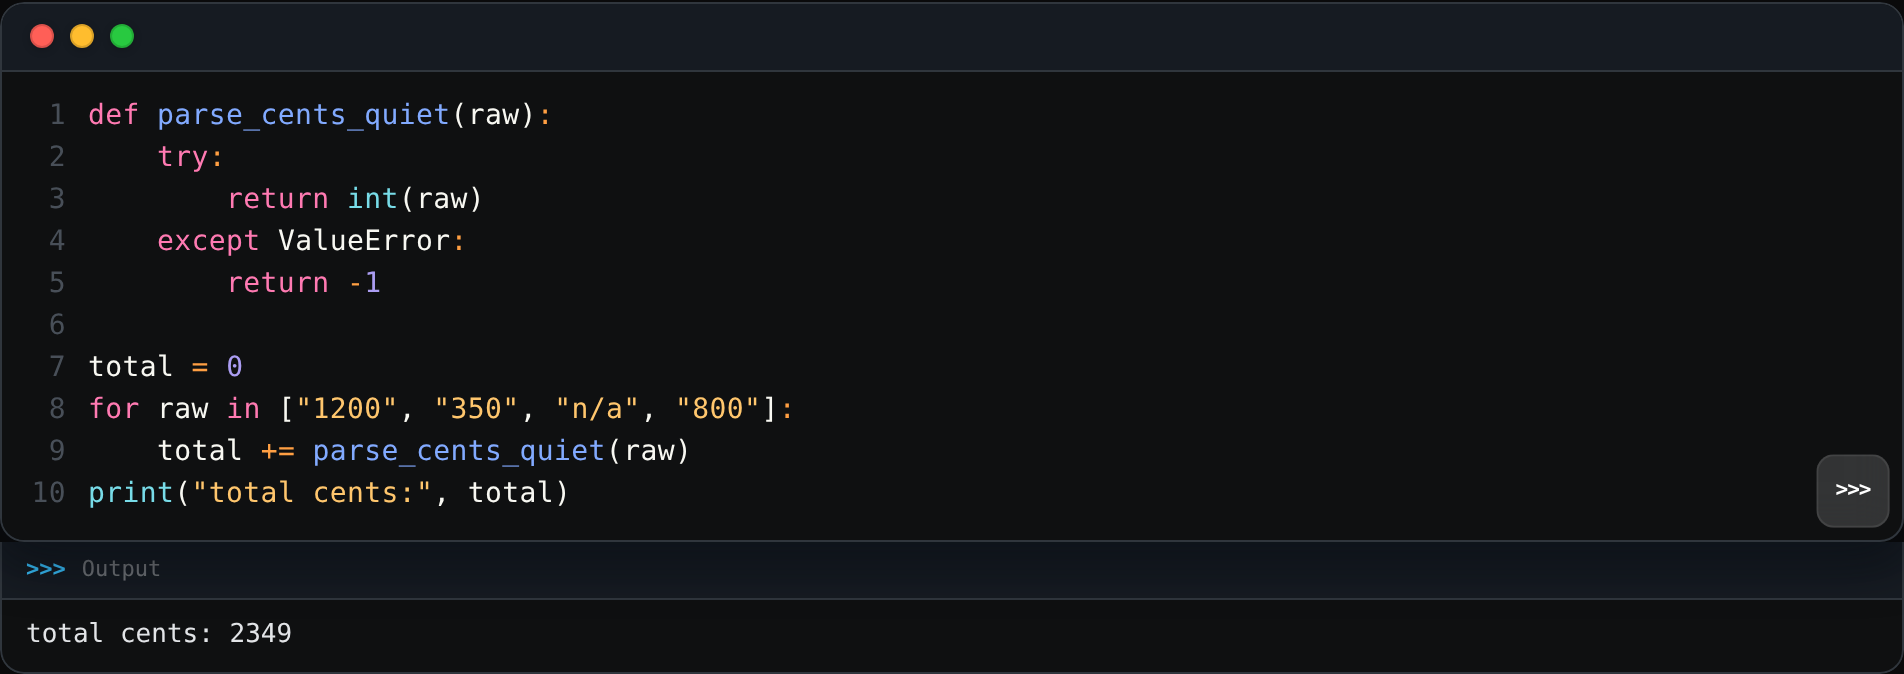 1 def parse_cents_quiet(raw):
2     try:
3         return int(raw)
4     except ValueError:
5         return -1
6
7 total = 0
8 for raw in ["1200", "350", "n/a", "800"]:
9     total += parse_cents_quiet(raw)
10 print("total cents:", total)
>>>
>>> Output
total cents: 2349